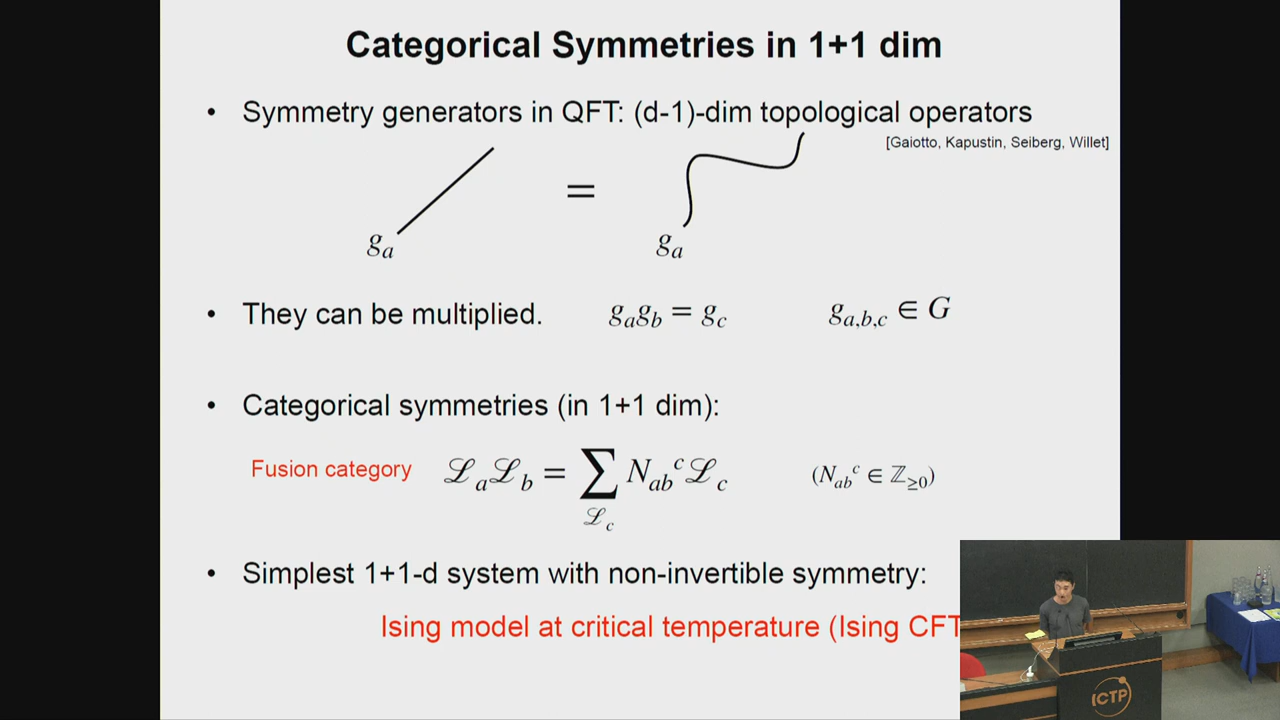 Categorical Symmetries in 1+1 dim
• Symmetry generators in QFT: (d-1)-dim topological operators
[Gaiotto, Kapustin, Seiberg, Willet]
=
g_a
g_a
• They can be multiplied. g_a g_b = g_c g_{a,b,c} ∈ G
• Categorical symmetries (in 1+1 dim):
Fusion category ℒ_a ℒ_b = ∑_{ℒ_c} N_{ab}^c ℒ_c (N_{ab}^c ∈ ℤ_{≥0})
• Simplest 1+1-d system with non-invertible symmetry:
Ising model at critical temperature (Ising CFT
ICTP